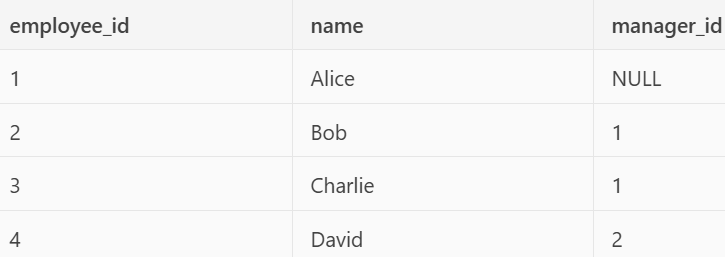 employee_id name manager_id
1 Alice NULL
2 Bob 1
3 Charlie 1
4 David 2